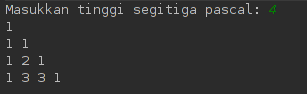 Masukkan tinggi segitiga pascal: 4
1
1 1
1 2 1
1 3 3 1